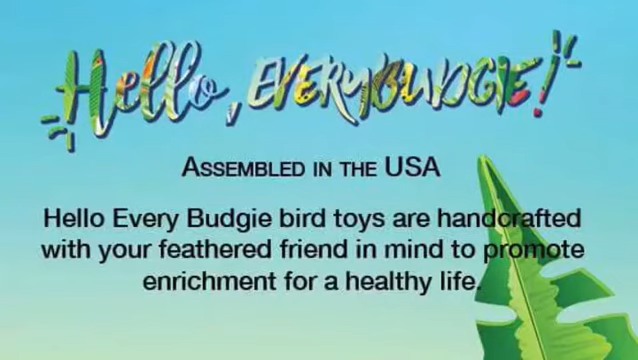 Hello, EVERYBUDGIE!
ASSEMBLED IN THE USA
Hello Every Budgie bird toys are handcrafted
with your feathered friend in mind to promote
enrichment for a healthy life.